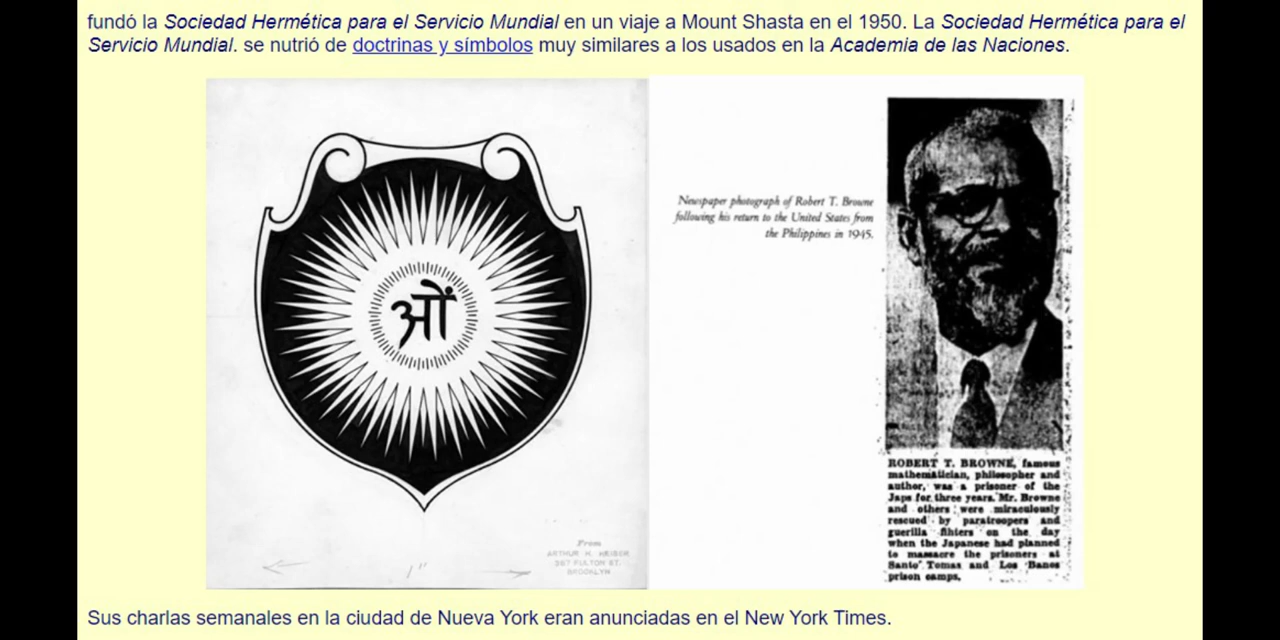 fundó la Sociedad Hermética para el Servicio Mundial en un viaje a Mount Shasta en el 1950. La Sociedad Hermética para el
Servicio Mundial. se nutrió de doctrinas y símbolos muy similares a los usados en la Academia de las Naciones.
ओं
Newspaper photograph of Robert T. Browne
following his return to the United States from
the Philippines in 1945.
ROBERT T. BROWNE, famous
mathematician, philosopher and
author, was a prisoner of the
Japs for three years. Mr. Browne
and others were miraculously
rescued by paratroopers and
guerilla fihters on the day
when the Japanese had planned
to massacre the prisoners at
Santo Tomas and Los Banos
prison camps.
From
ARTHUR H. HEISER
367 FULTON ST.
BROOKLYN
1"
Sus charlas semanales en la ciudad de Nueva York eran anunciadas en el New York Times.